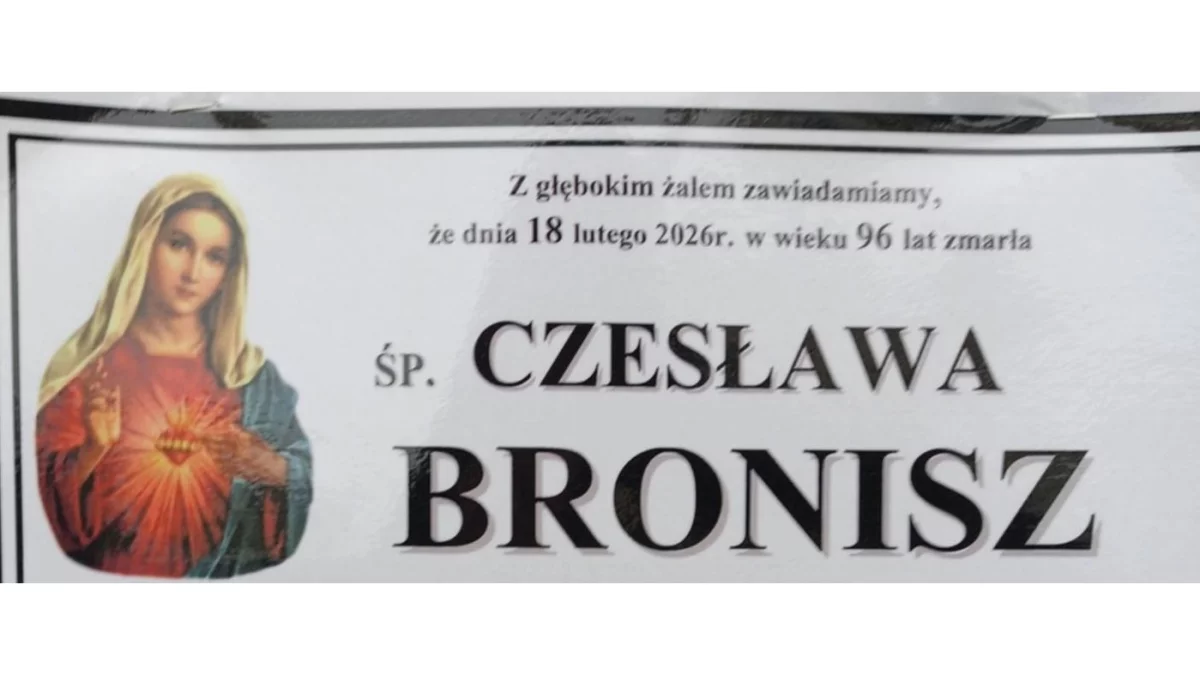 Z głębokim żalem zawiadamiamy,
że dnia 18 lutego 2026r. w wieku 96 lat zmarła
ŚP. CZESŁAWA
BRONISZ